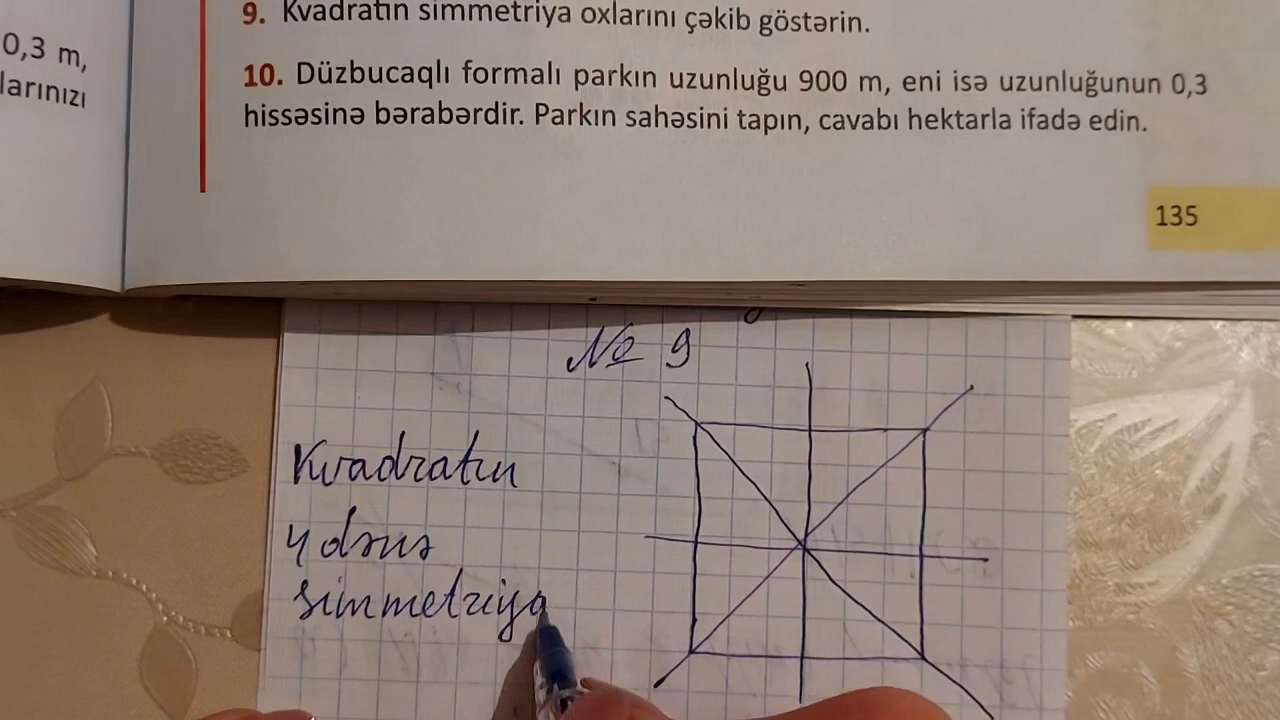 0,3 m,
larınızı
9. Kvadratın simmetriya oxlarını çəkib göstərin.
10. Düzbucaqlı formalı parkın uzunluğu 900 m, eni isə uzunluğunun 0,3
hissəsinə bərabərdir. Parkın sahəsini tapın, cavabı hektarla ifadə edin.
135
№ 9
Kvadratın
4 dənə
simmetriya